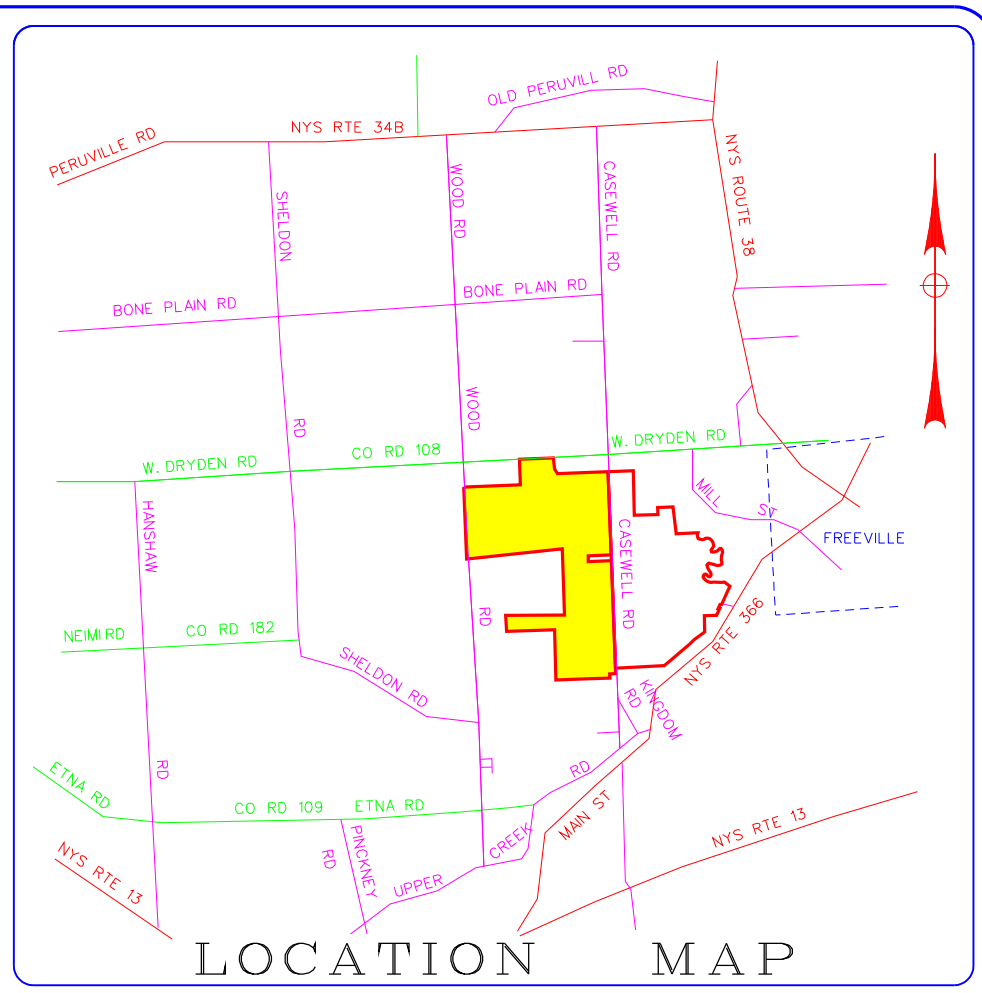 OLD PERUVILL RD
NYS RTE 34B
PERUVILLE RD
NYS ROUTE 38
WOOD RD
CASEWELL RD
SHELDON
BONE PLAIN RD
BONE PLAIN RD
WOOD
RD
W. DRYDEN RD
CO RD 108
W. DRYDEN RD
MILL
ST
HANSHAW
CASEWELL RD
FREEVILLE
RD
NEIMI RD
CO RD 182
NYS RTE 366
SHELDON RD
KINGDOM
RD
RD
RD
ETNA RD
CO RD 109
ETNA RD
MAIN ST
NYS RTE 13
PINCKNEY
RD
CREEK
UPPER
NYS RTE 13
LOCATION MAP